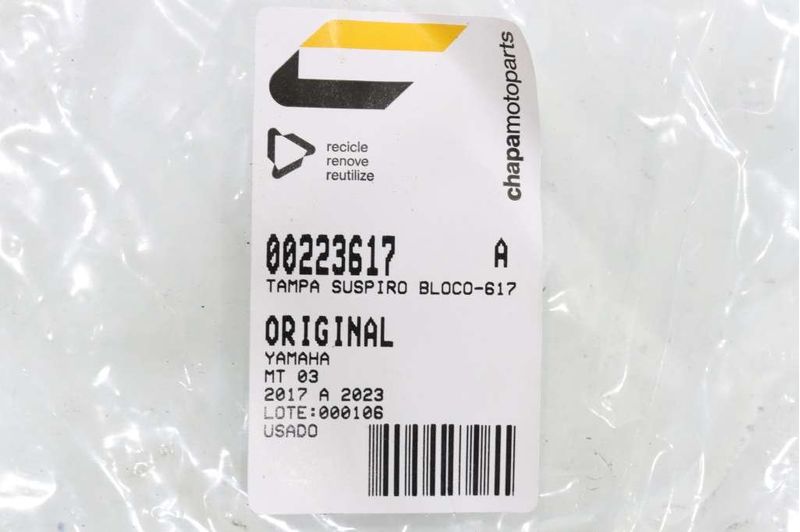 chapamotoparts
recicle
renove
reutilize
00223617 A
TAMPA SUSPIRO BLOCO-617
ORIGINAL
YAMAHA
MT 03
2017 A 2023
LOTE:000106
USADO